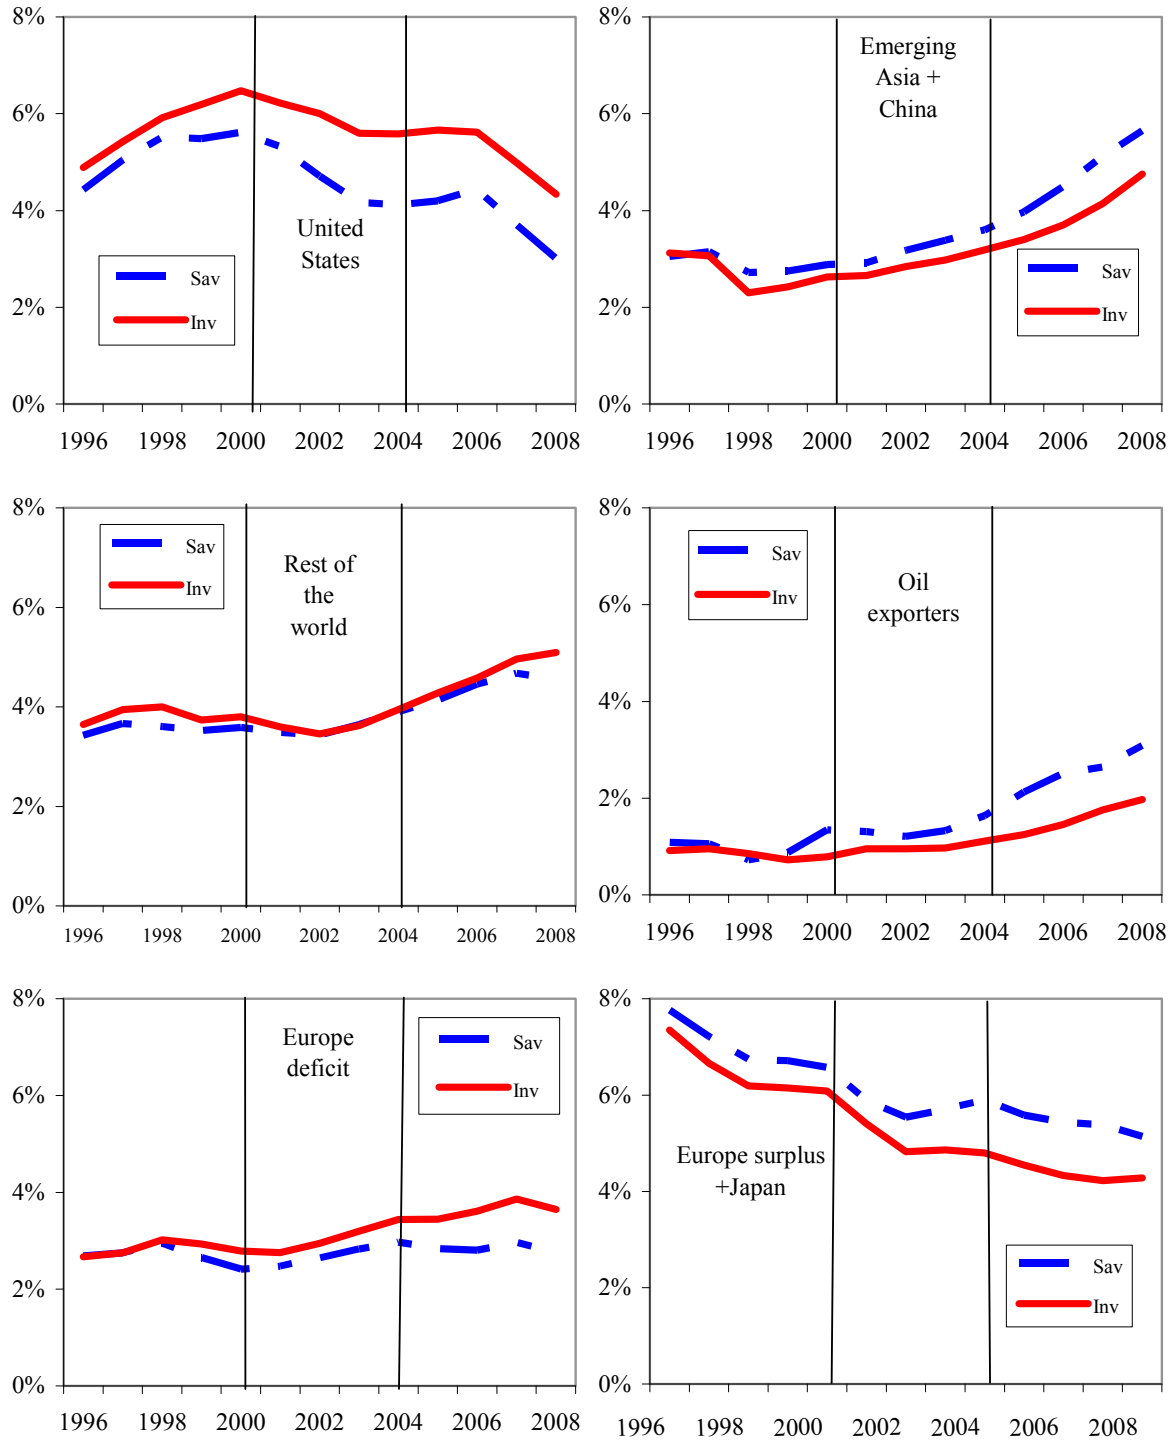 8%
6%
4%
2%
0%
1996 1998 2000 2002 2004 2006 2008
United
States
Sav
Inv
8%
6%
4%
2%
0%
1996 1998 2000 2002 2004 2006 2008
Emerging
Asia +
China
Sav
Inv
8%
6%
4%
2%
0%
1996 1998 2000 2002 2004 2006 2008
Sav
Inv
Rest of
the
world
8%
6%
4%
2%
0%
1996 1998 2000 2002 2004 2006 2008
Sav
Inv
Oil
exporters
8%
6%
4%
2%
0%
1996 1998 2000 2002 2004 2006 2008
Europe
deficit
Sav
Inv
8%
6%
4%
2%
0%
1996 1998 2000 2002 2004 2006 2008
Europe surplus
+Japan
Sav
Inv